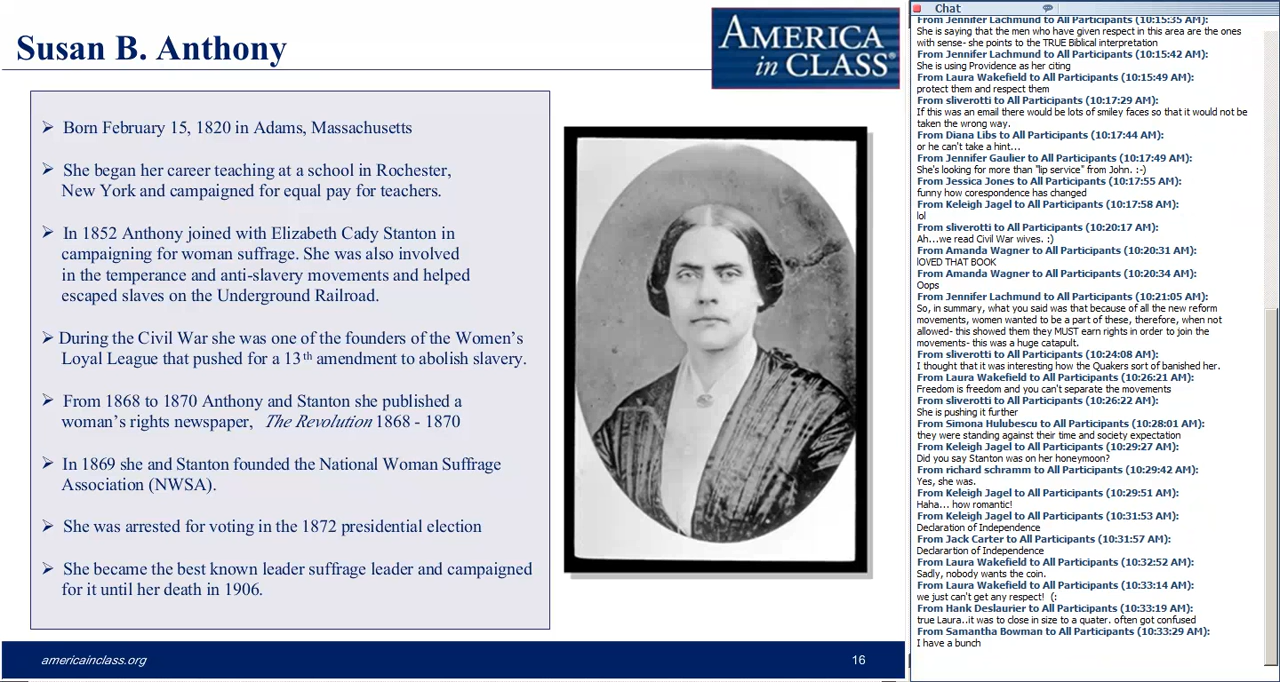 Susan B. Anthony
AMERICA
in CLASS®
➢ Born February 15, 1820 in Adams, Massachusetts
➢ She began her career teaching at a school in Rochester,
New York and campaigned for equal pay for teachers.
➢ In 1852 Anthony joined with Elizabeth Cady Stanton in
campaigning for woman suffrage. She was also involved
in the temperance and anti-slavery movements and helped
escaped slaves on the Underground Railroad.
➢ During the Civil War she was one of the founders of the Women's
Loyal League that pushed for a 13th amendment to abolish slavery.
➢ From 1868 to 1870 Anthony and Stanton she published a
woman's rights newspaper, The Revolution 1868 - 1870
➢ In 1869 she and Stanton founded the National Woman Suffrage
Association (NWSA).
➢ She was arrested for voting in the 1872 presidential election
➢ She became the best known leader suffrage leader and campaigned
for it until her death in 1906.
americainclass.org
16
Chat
From Jennifer Lachmund to All Participants (10:15:35 AM):
She is saying that the men who have given respect in this area are the ones
with sense- she points to the TRUE Biblical interpretation
From Jennifer Lachmund to All Participants (10:15:42 AM):
She is using Providence as her citing
From Laura Wakefield to All Participants (10:15:49 AM):
protect them and respect them
From sliverotti to All Participants (10:17:29 AM):
If this was an email there would be lots of smiley faces so that it would not be
taken the wrong way.
From Diana Libs to All Participants (10:17:44 AM):
or he can't take a hint...
From Jennifer Gaulier to All Participants (10:17:49 AM):
She's looking for more than "lip service" from John. :-)
From Jessica Jones to All Participants (10:17:55 AM):
funny how corespondence has changed
From Keleigh Jagel to All Participants (10:17:58 AM):
lol
From sliverotti to All Participants (10:20:17 AM):
Ah...we read Civil War wives. :)
From Amanda Wagner to All Participants (10:20:31 AM):
lOVED THAT BOOK
From Amanda Wagner to All Participants (10:20:34 AM):
Oops
From Jennifer Lachmund to All Participants (10:21:05 AM):
So, in summary, what you said was that because of all the new reform
movements, women wanted to be a part of these, therefore, when not
allowed- this showed them they MUST earn rights in order to join the
movements- this was a huge catapult.
From sliverotti to All Participants (10:24:08 AM):
I thought that it was interesting how the Quakers sort of banished her.
From Laura Wakefield to All Participants (10:26:21 AM):
Freedom is freedom and you can't separate the movements
From sliverotti to All Participants (10:26:22 AM):
She is pushing it further
From Simona Hulubescu to All Participants (10:28:01 AM):
they were standing against their time and society expectation
From Keleigh Jagel to All Participants (10:29:27 AM):
Did you say Stanton was on her honeymoon?
From richard schramm to All Participants (10:29:42 AM):
Yes, she was.
From Keleigh Jagel to All Participants (10:29:51 AM):
Haha... how romantic!
From Keleigh Jagel to All Participants (10:31:53 AM):
Declaration of Independence
From Jack Carter to All Participants (10:31:57 AM):
Declarartion of Independence
From Laura Wakefield to All Participants (10:32:52 AM):
Sadly, nobody wants the coin.
From Laura Wakefield to All Participants (10:33:14 AM):
we just can't get any respect! (:
From Hank Deslaurier to All Participants (10:33:19 AM):
true Laura..it was to close in size to a quater. often got confused
From Samantha Bowman to All Participants (10:33:29 AM):
I have a bunch